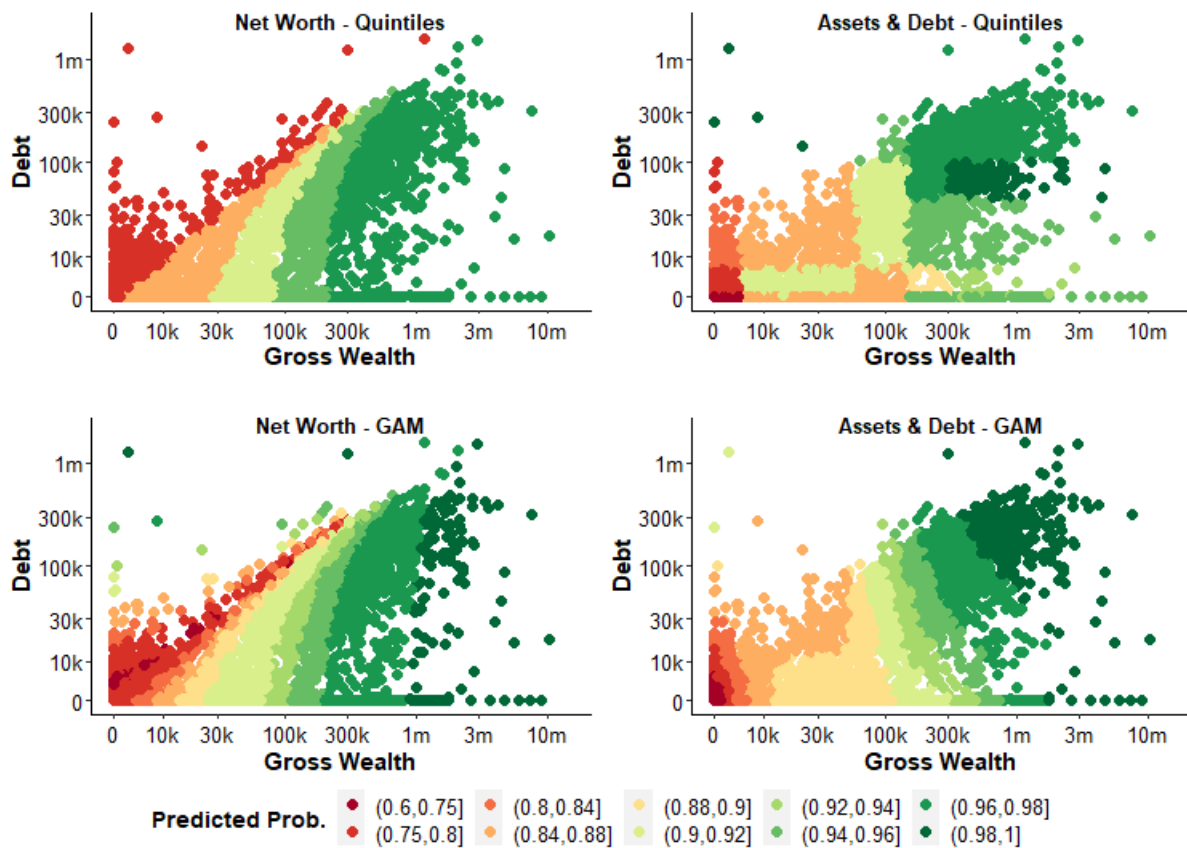 Net Worth - Quintiles
Assets & Debt - Quintiles
Debt
1m
300k
100k
30k
10k
0
0 10k 30k 100k 300k 1m 3m 10m
Gross Wealth
Debt
1m
300k
100k
30k
10k
0
0 10k 30k 100k 300k 1m 3m 10m
Gross Wealth
Net Worth - GAM
Assets & Debt - GAM
Debt
1m
300k
100k
30k
10k
0
0 10k 30k 100k 300k 1m 3m 10m
Gross Wealth
Debt
1m
300k
100k
30k
10k
0
0 10k 30k 100k 300k 1m 3m 10m
Gross Wealth
Predicted Prob.
(0.6,0.75] (0.8,0.84] (0.88,0.9] (0.92,0.94] (0.96,0.98]
(0.75,0.8] (0.84,0.88] (0.9,0.92] (0.94,0.96] (0.98,1]